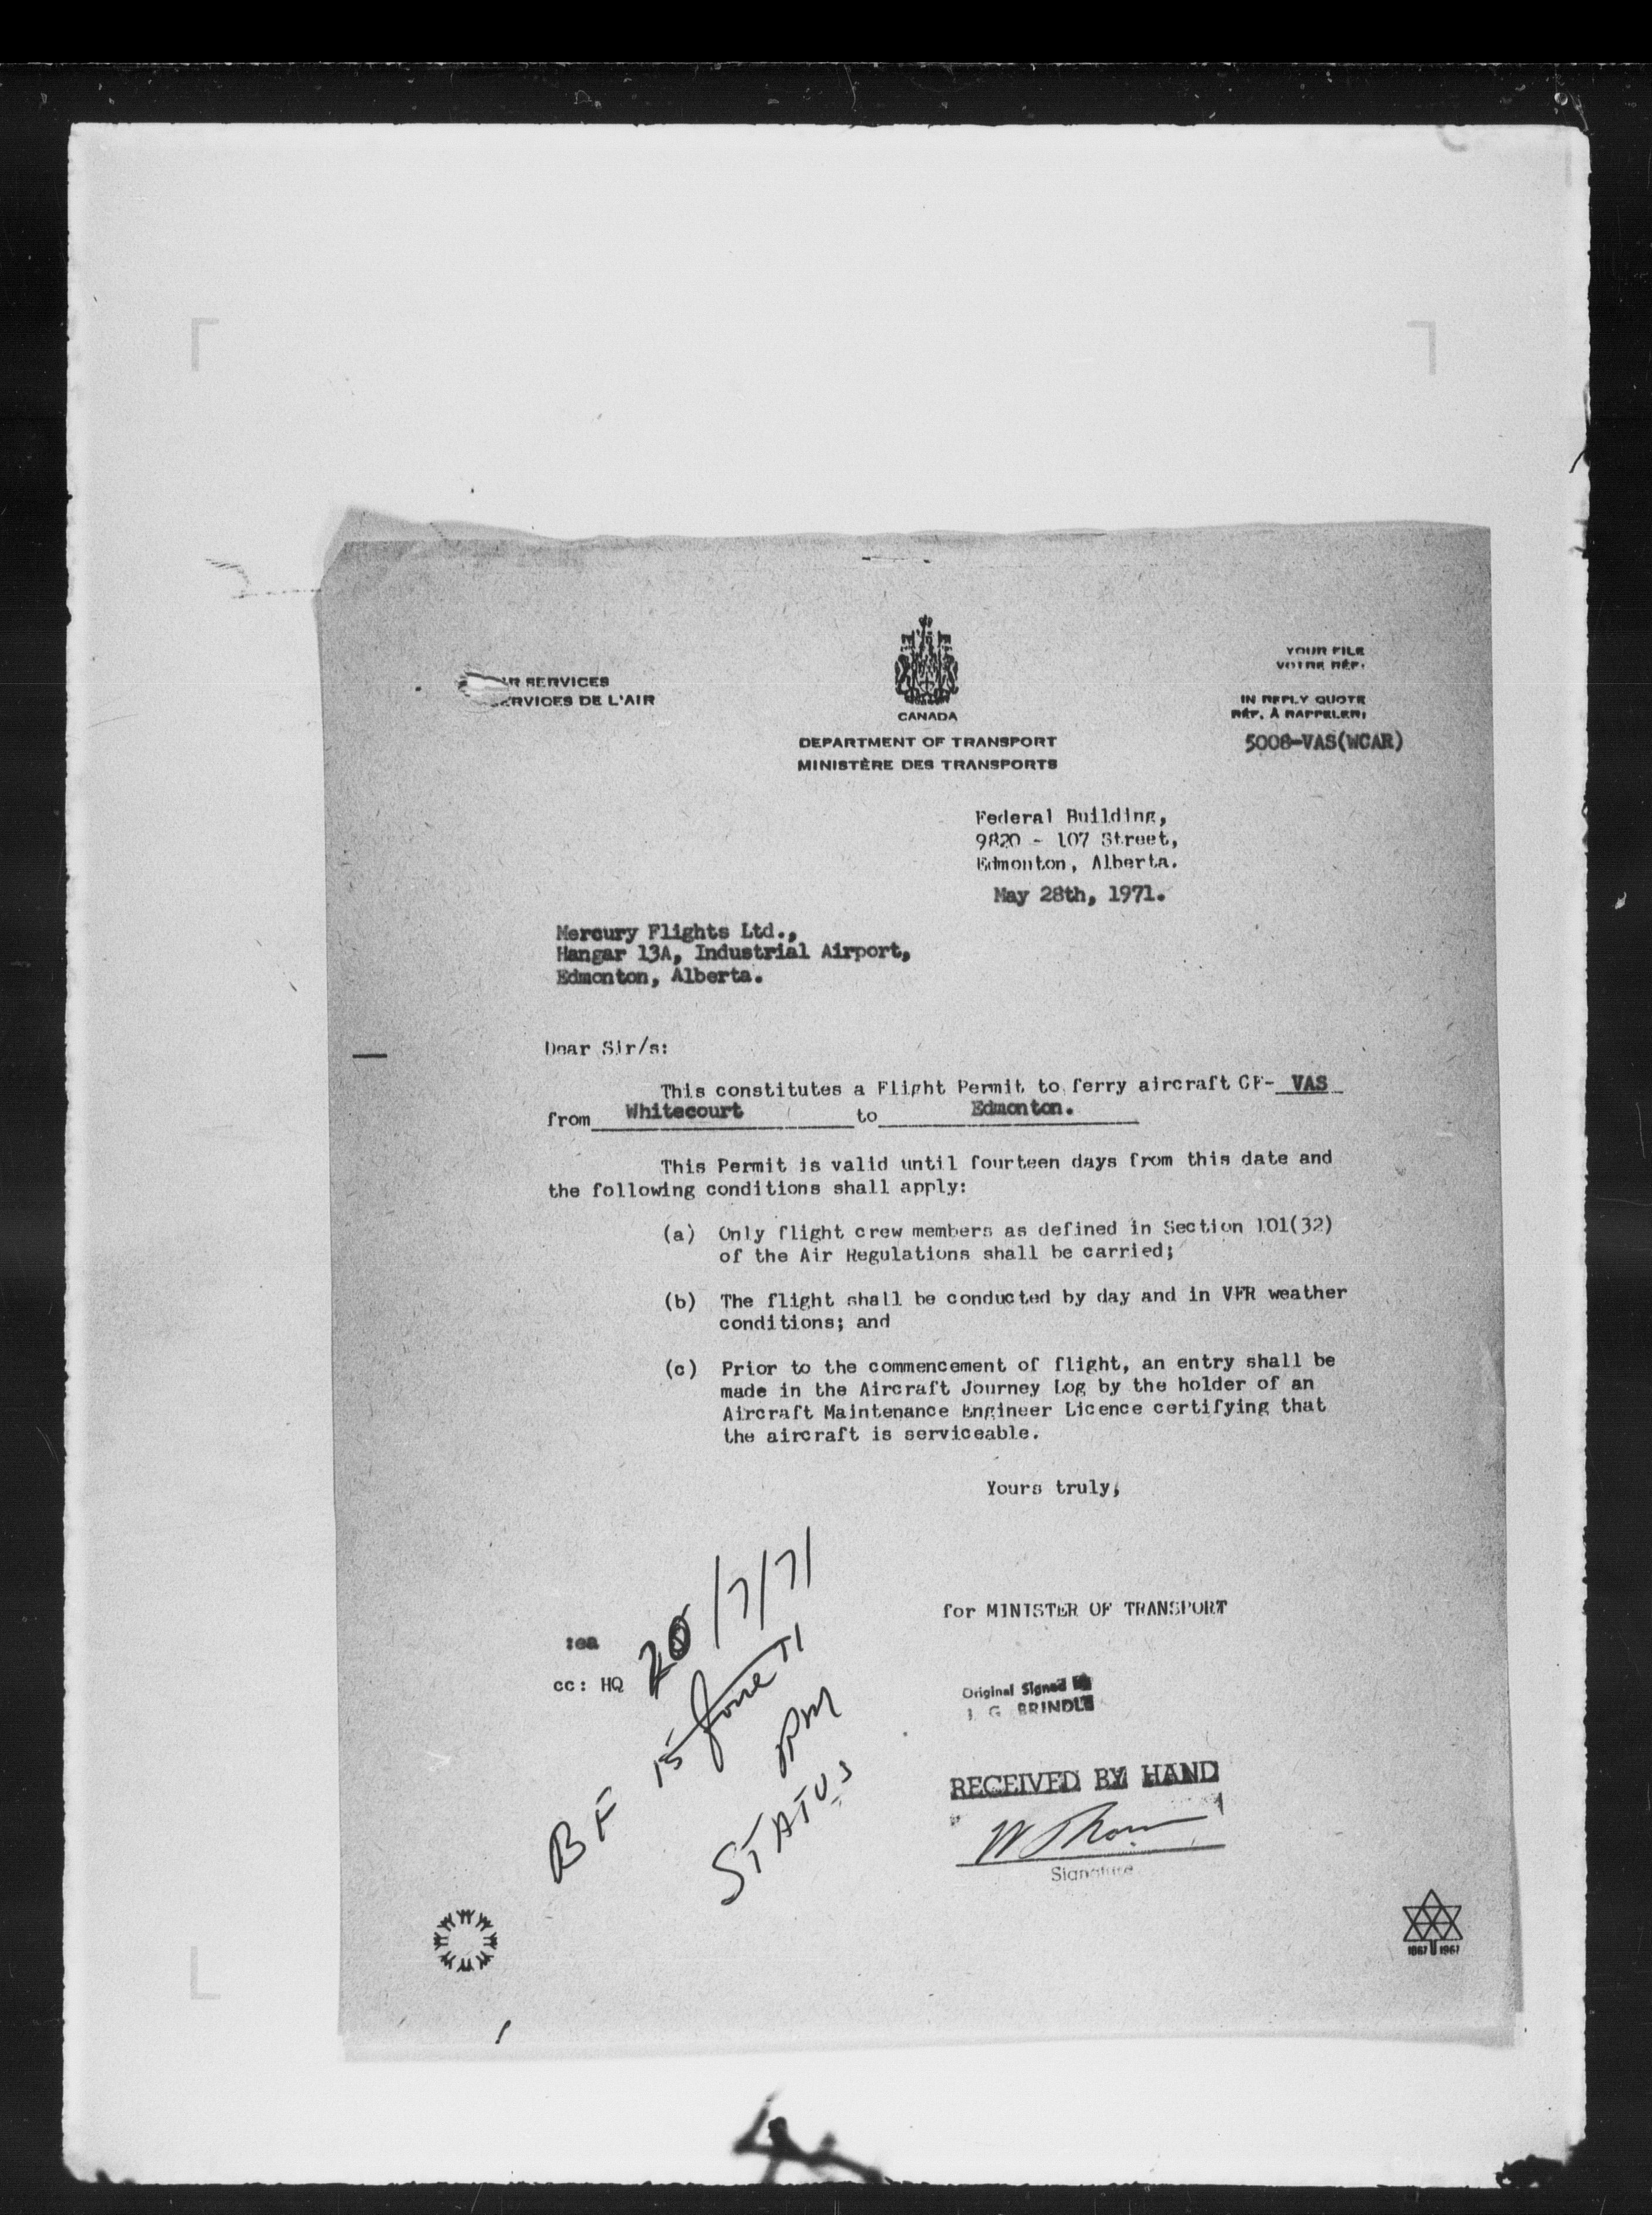 AIR SERVICES
SERVICES DE L'AIR
CANADA
DEPARTMENT OF TRANSPORT
MINISTÈRE DES TRANSPORTS
YOUR FILE
VOTRE RÉF.
IN REPLY QUOTE
RÉF. À RAPPELER:
5008-VAS(WCAR)
Federal Building,
9820 - 107 Street,
Edmonton, Alberta.
May 28th, 1971.
Mercury Flights Ltd.,
Hangar 13A, Industrial Airport,
Edmonton, Alberta.
Dear Sir/s:
This constitutes a Flight Permit to ferry aircraft CF- VAS
from Whitecourt to Edmonton.
This Permit is valid until fourteen days from this date and
the following conditions shall apply:
(a) Only flight crew members as defined in Section 101(32)
of the Air Regulations shall be carried;
(b) The flight shall be conducted by day and in VFR weather
conditions; and
(c) Prior to the commencement of flight, an entry shall be
made in the Aircraft Journey Log by the holder of an
Aircraft Maintenance Engineer Licence certifying that
the aircraft is serviceable.
Yours truly,
for MINISTER OF TRANSPORT
:ea
cc: HQ
20/7/71
BF 15 June 71
STATUS
Original Signed By
G BRINDLE
RECEIVED BY HAND
Signature
1867 1967